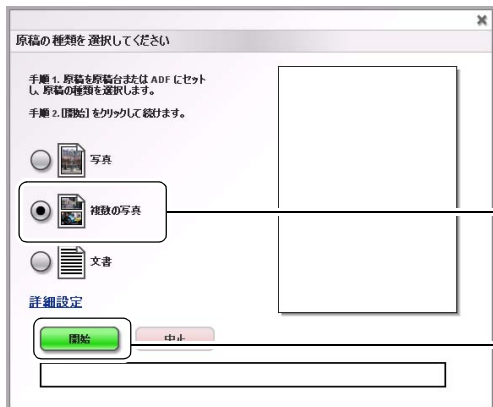 原稿の種類を選択してください
手順 1. 原稿を原稿台または ADF にセット
し、原稿の種類を選択します。
手順 2. [開始] をクリックして続けます。
写真
複数の写真
文書
詳細設定
開始
中止